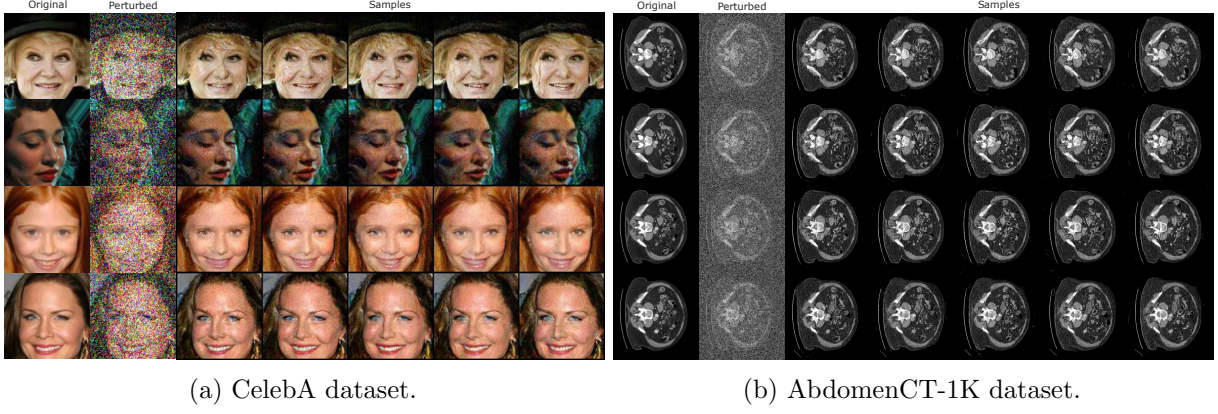 Original Perturbed Samples
Original Perturbed Samples
(a) CelebA dataset.
(b) AbdomenCT-1K dataset.